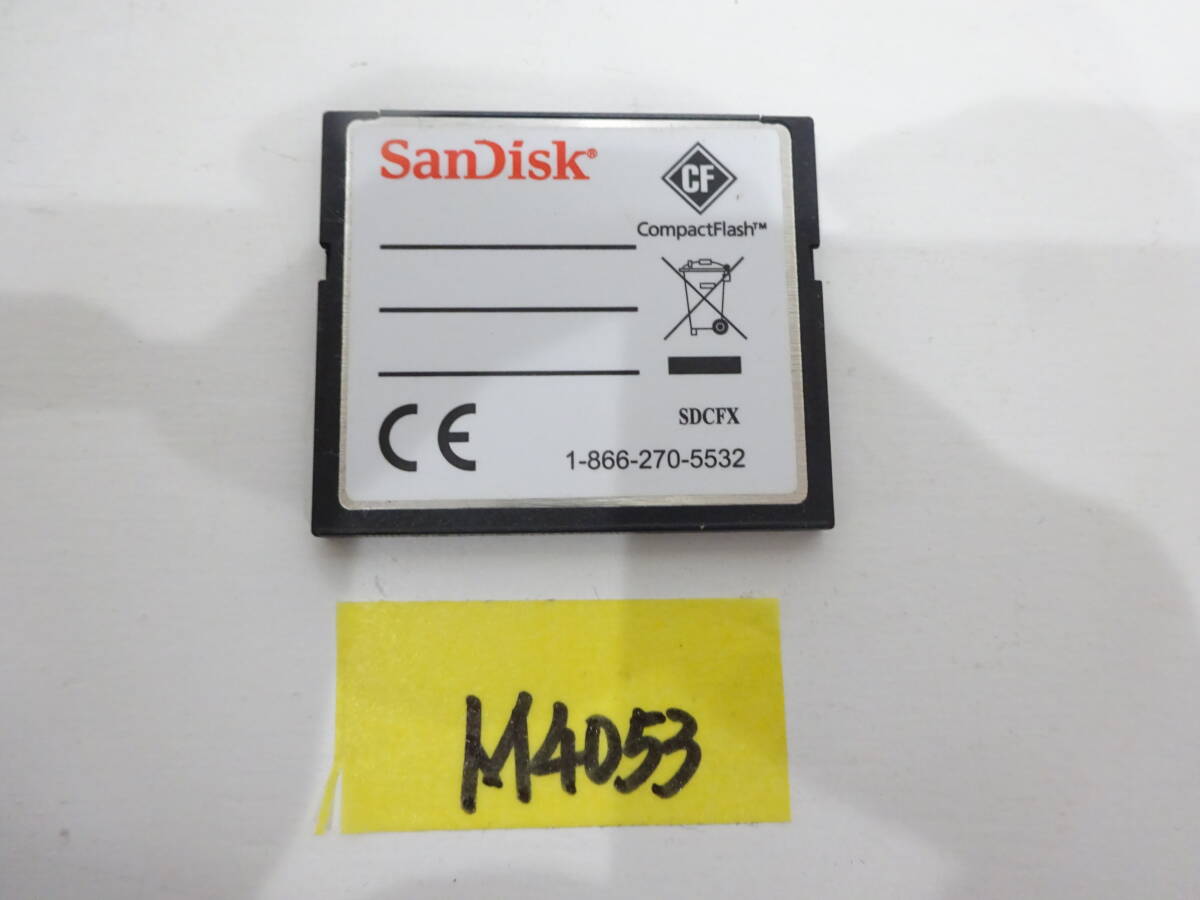 SanDisk®
CF
CompactFlash™
CE
SDCFX
1-866-270-5532
M4053